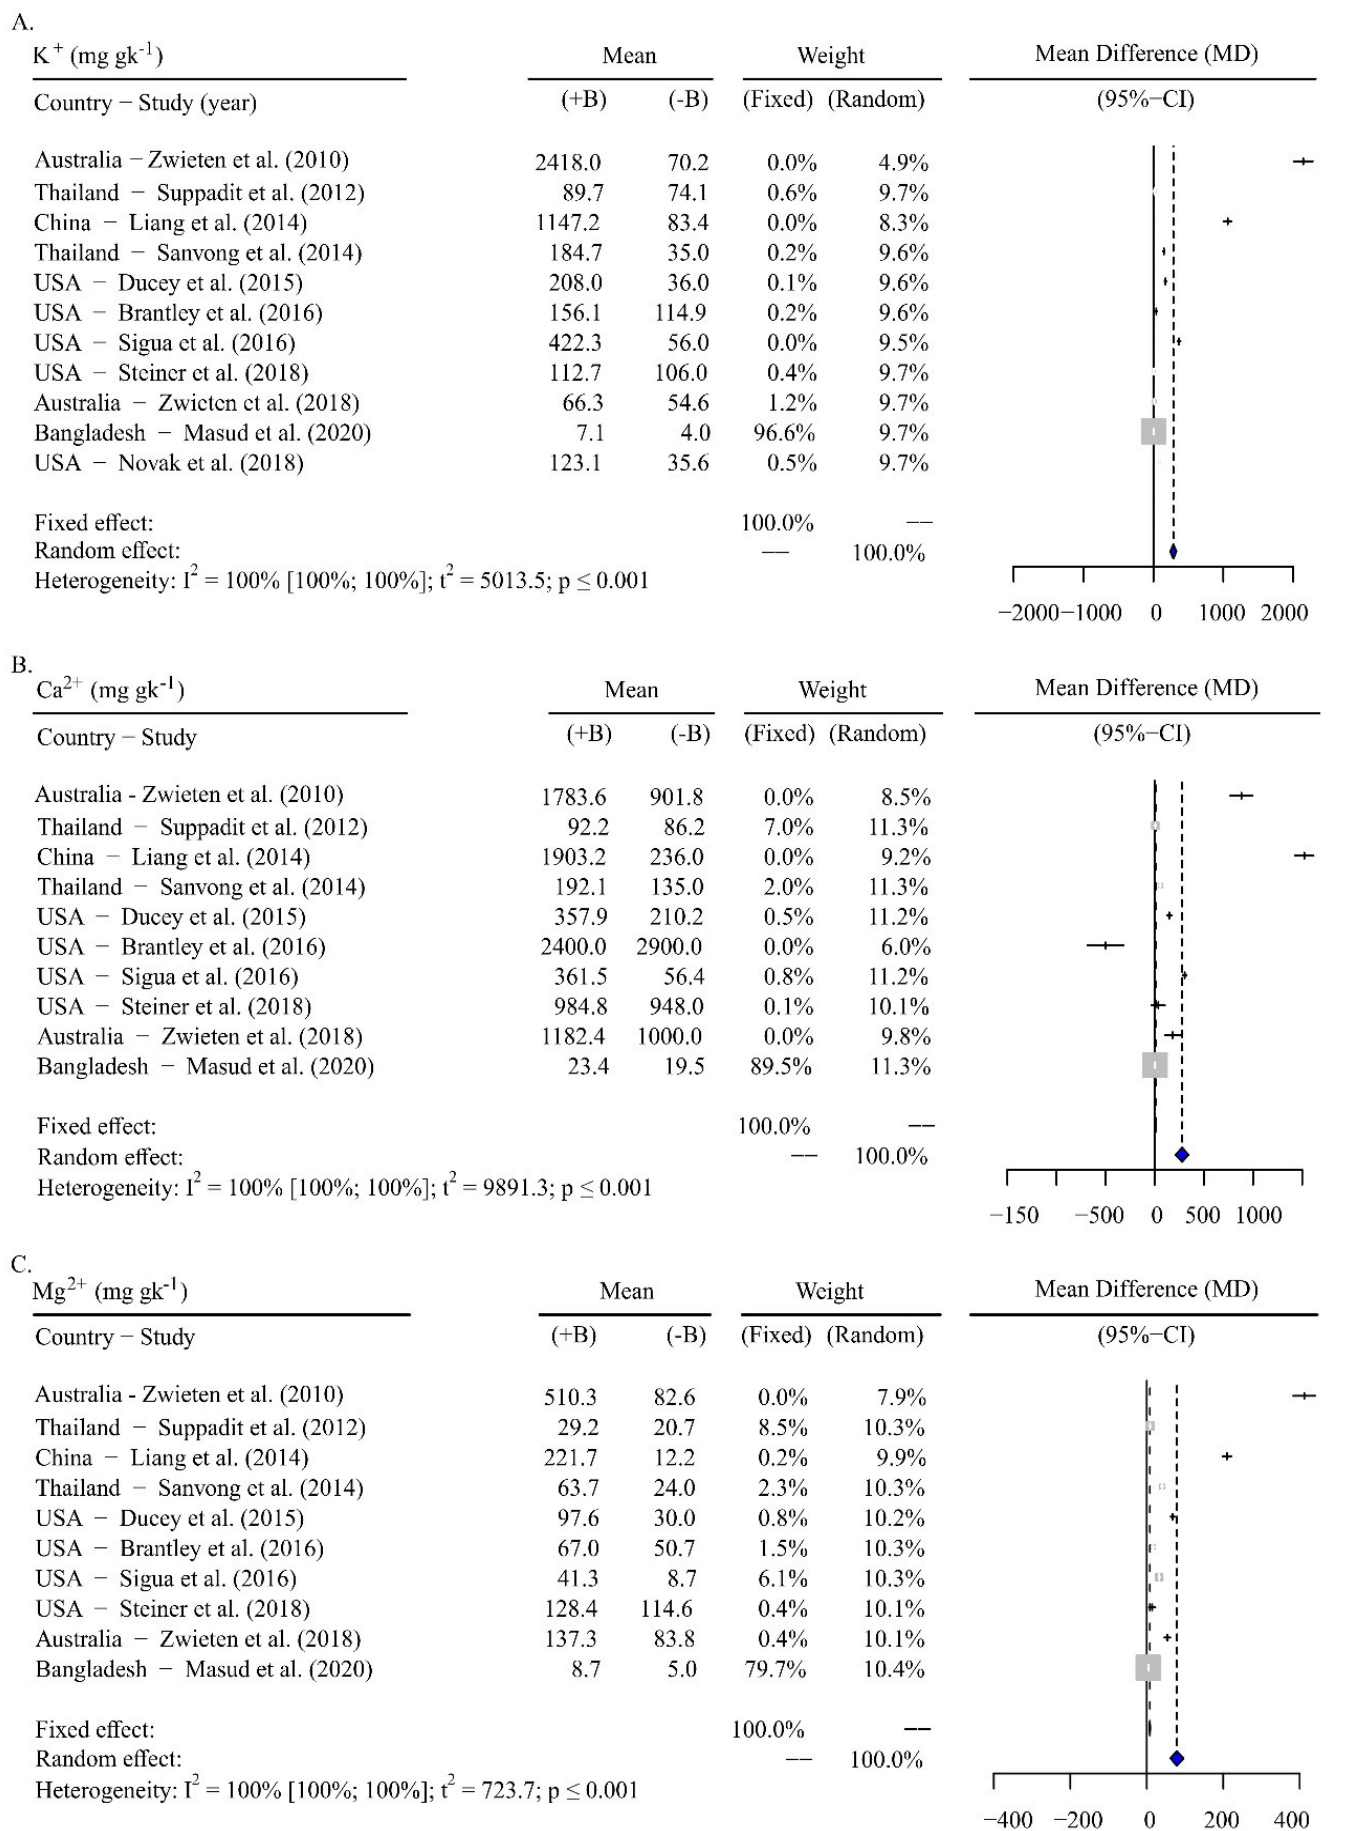 A.
K+ (mg gk-1) Mean Weight Mean Difference (MD)
Country − Study (year) (+B) (-B) (Fixed) (Random) (95%−CI)
Australia − Zwieten et al. (2010) 2418.0 70.2 0.0% 4.9%
Thailand − Suppadit et al. (2012) 89.7 74.1 0.6% 9.7%
China − Liang et al. (2014) 1147.2 83.4 0.0% 8.3%
Thailand − Sanvong et al. (2014) 184.7 35.0 0.2% 9.6%
USA − Ducey et al. (2015) 208.0 36.0 0.1% 9.6%
USA − Brantley et al. (2016) 156.1 114.9 0.2% 9.6%
USA − Sigua et al. (2016) 422.3 56.0 0.0% 9.5%
USA − Steiner et al. (2018) 112.7 106.0 0.4% 9.7%
Australia − Zwieten et al. (2018) 66.3 54.6 1.2% 9.7%
Bangladesh − Masud et al. (2020) 7.1 4.0 96.6% 9.7%
USA − Novak et al. (2018) 123.1 35.6 0.5% 9.7%
Fixed effect: 100.0% −−
Random effect: −− 100.0%
Heterogeneity: I2 = 100% [100%; 100%]; t2 = 5013.5; p ≤ 0.001
−2000 −1000 0 1000 2000
B.
Ca2+ (mg gk-1) Mean Weight Mean Difference (MD)
Country − Study (+B) (-B) (Fixed) (Random) (95%−CI)
Australia - Zwieten et al. (2010) 1783.6 901.8 0.0% 8.5%
Thailand − Suppadit et al. (2012) 92.2 86.2 7.0% 11.3%
China − Liang et al. (2014) 1903.2 236.0 0.0% 9.2%
Thailand − Sanvong et al. (2014) 192.1 135.0 2.0% 11.3%
USA − Ducey et al. (2015) 357.9 210.2 0.5% 11.2%
USA − Brantley et al. (2016) 2400.0 2900.0 0.0% 6.0%
USA − Sigua et al. (2016) 361.5 56.4 0.8% 11.2%
USA − Steiner et al. (2018) 984.8 948.0 0.1% 10.1%
Australia − Zwieten et al. (2018) 1182.4 1000.0 0.0% 9.8%
Bangladesh − Masud et al. (2020) 23.4 19.5 89.5% 11.3%
Fixed effect: 100.0% −−
Random effect: −− 100.0%
Heterogeneity: I2 = 100% [100%; 100%]; t2 = 9891.3; p ≤ 0.001
−150 −500 0 500 1000
C.
Mg2+ (mg gk-1) Mean Weight Mean Difference (MD)
Country − Study (+B) (-B) (Fixed) (Random) (95%−CI)
Australia - Zwieten et al. (2010) 510.3 82.6 0.0% 7.9%
Thailand − Suppadit et al. (2012) 29.2 20.7 8.5% 10.3%
China − Liang et al. (2014) 221.7 12.2 0.2% 9.9%
Thailand − Sanvong et al. (2014) 63.7 24.0 2.3% 10.3%
USA − Ducey et al. (2015) 97.6 30.0 0.8% 10.2%
USA − Brantley et al. (2016) 67.0 50.7 1.5% 10.3%
USA − Sigua et al. (2016) 41.3 8.7 6.1% 10.3%
USA − Steiner et al. (2018) 128.4 114.6 0.4% 10.1%
Australia − Zwieten et al. (2018) 137.3 83.8 0.4% 10.1%
Bangladesh − Masud et al. (2020) 8.7 5.0 79.7% 10.4%
Fixed effect: 100.0% −−
Random effect: −− 100.0%
Heterogeneity: I2 = 100% [100%; 100%]; t2 = 723.7; p ≤ 0.001
−400 −200 0 200 400